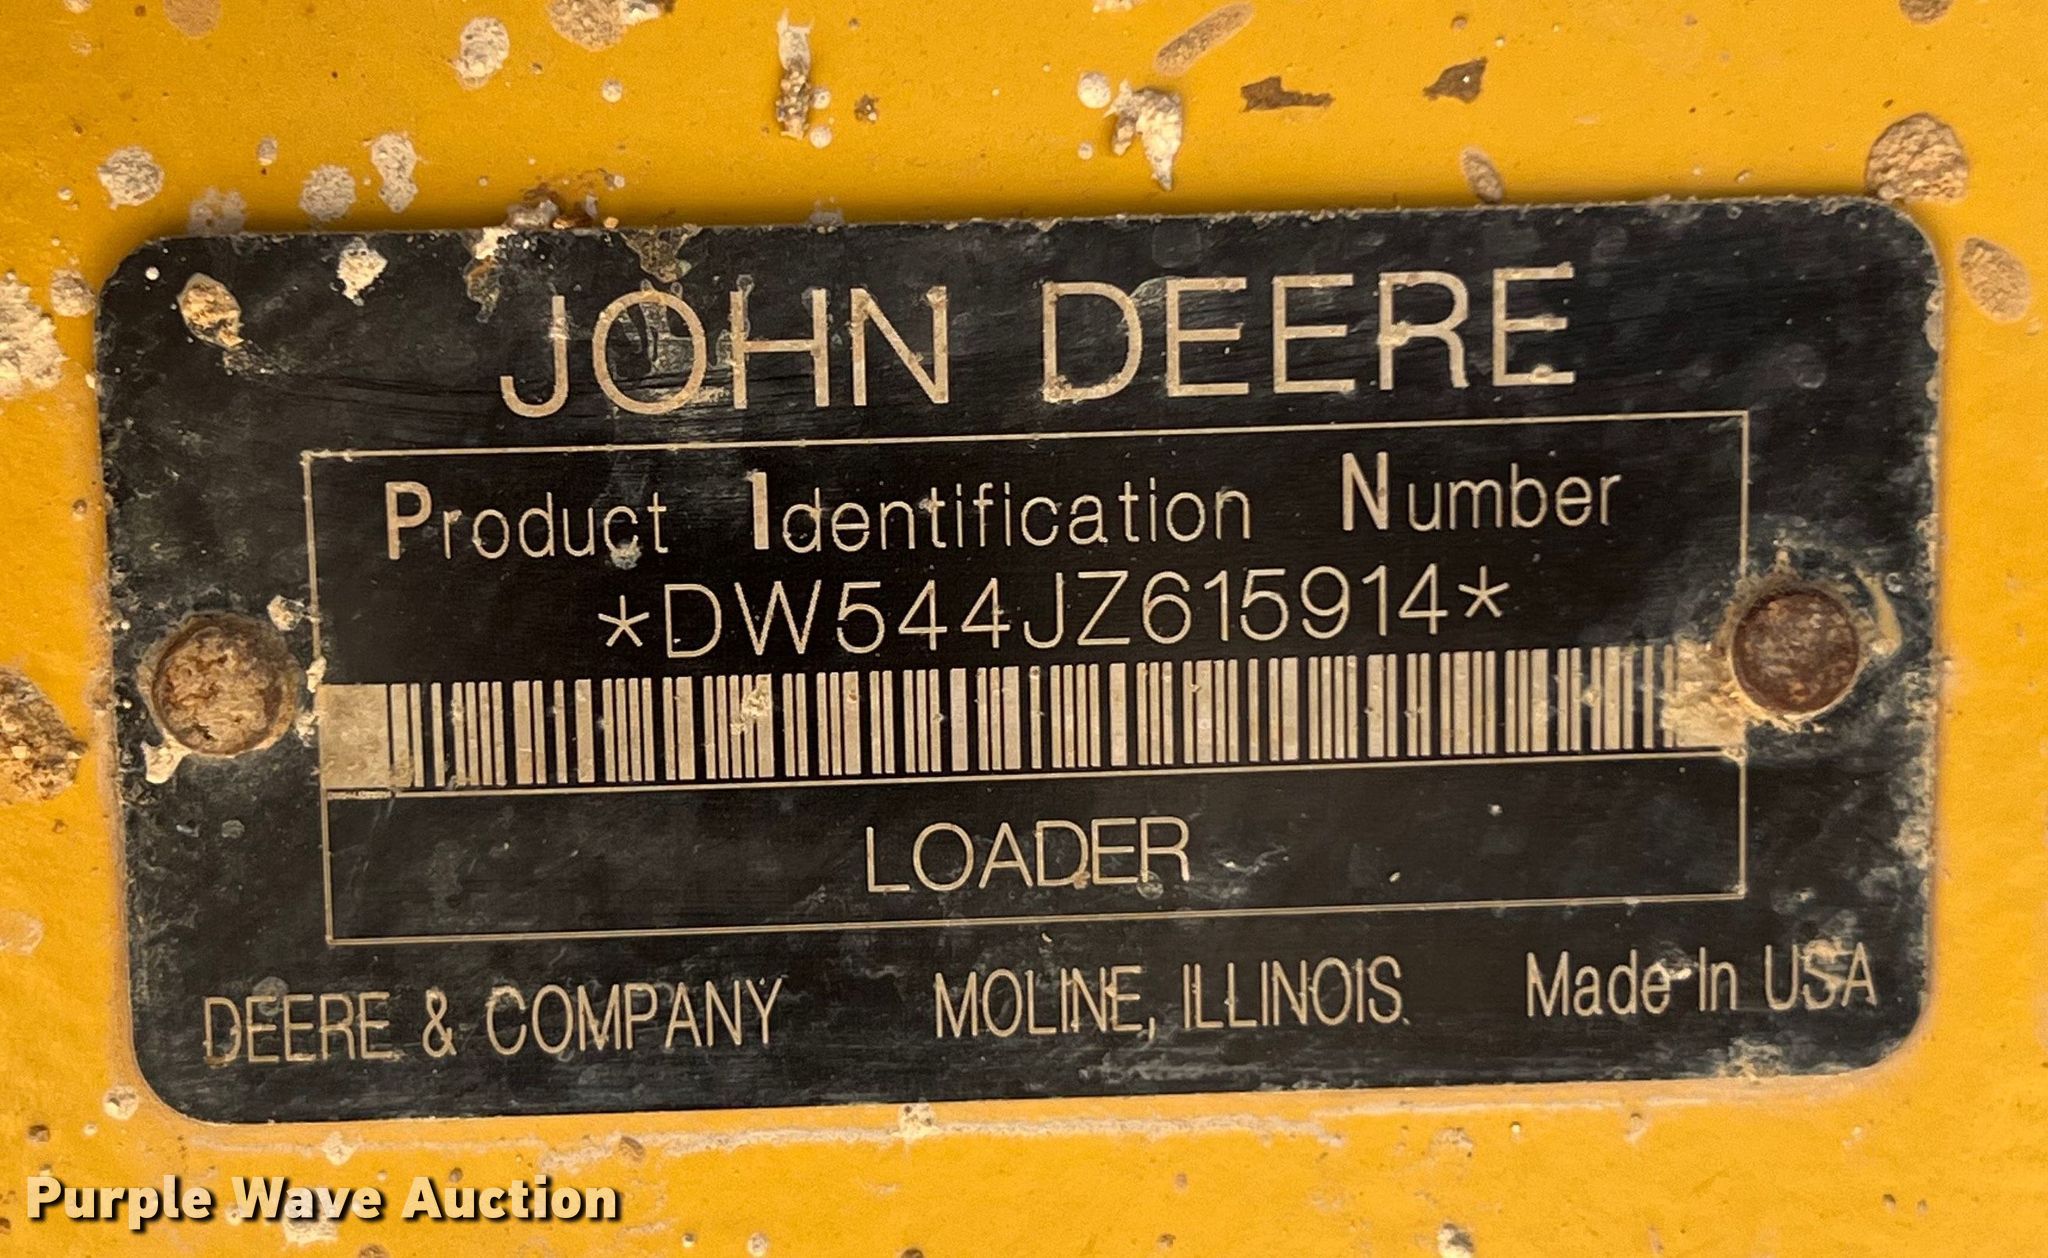 JOHN DEERE
Product Identification Number
*DW544JZ615914*
LOADER
DEERE & COMPANY MOLINE, ILLINOIS Made In USA
Purple Wave Auction